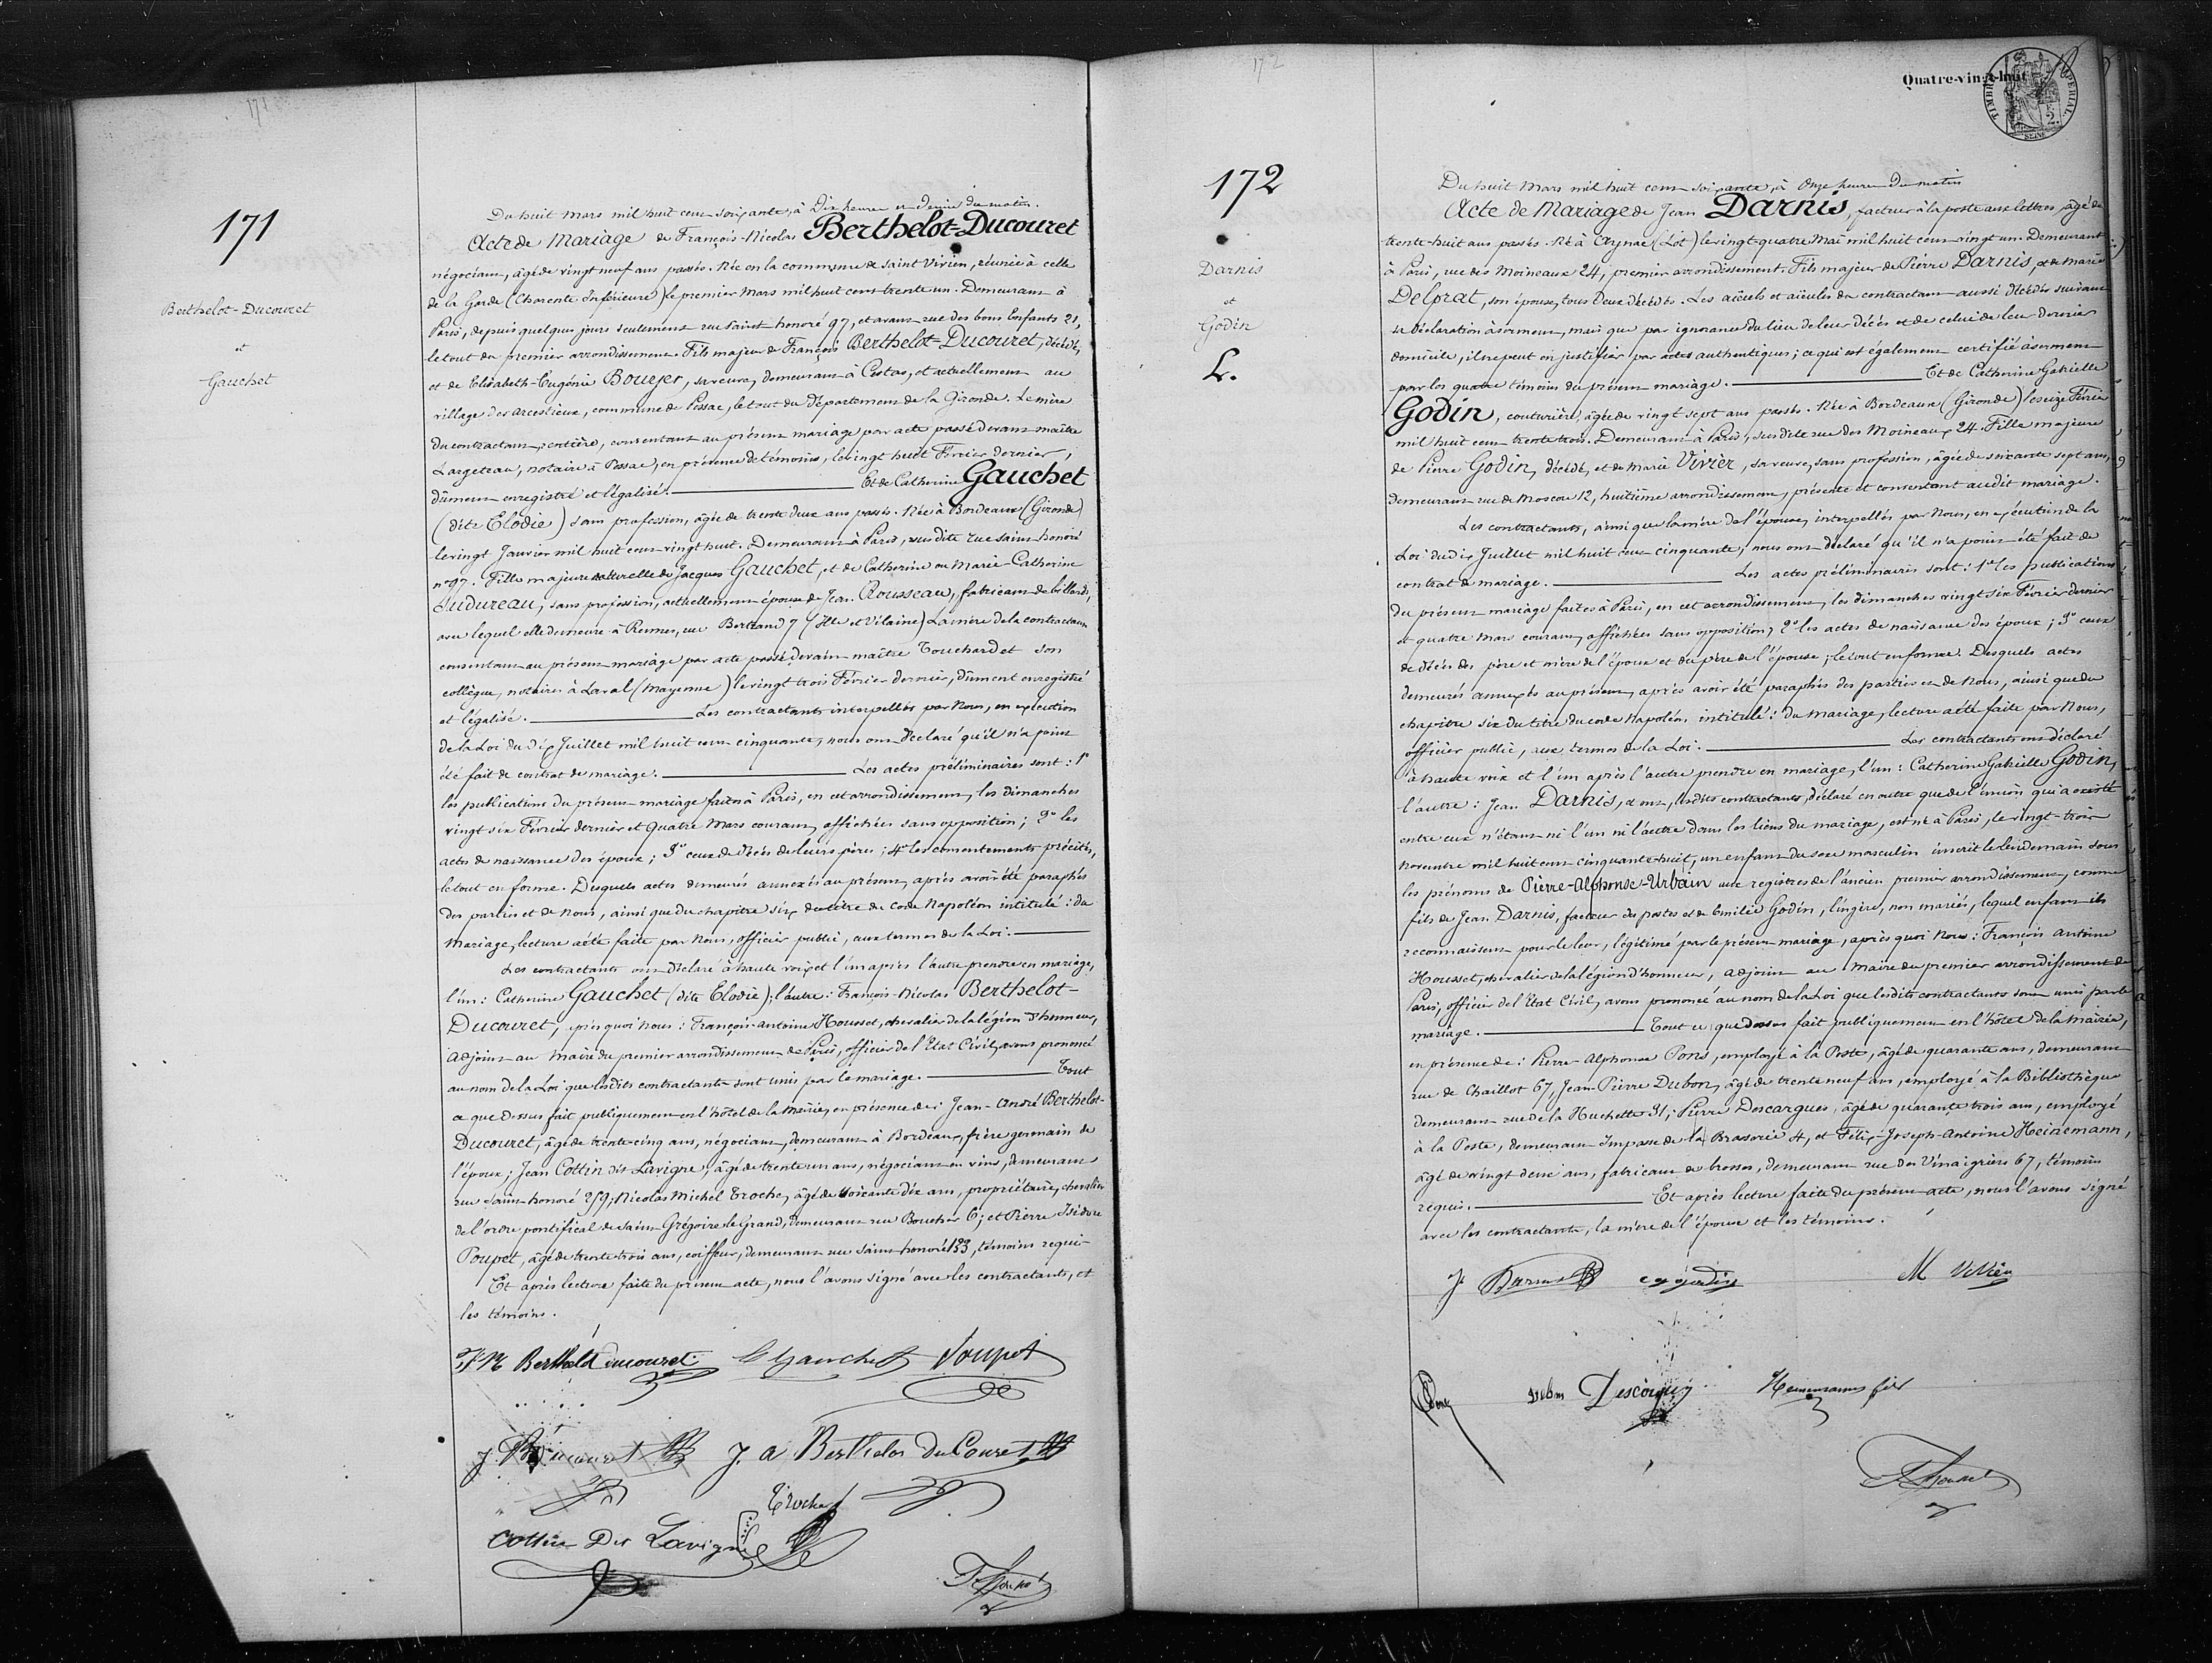 171
171
Berthelot-Ducouret
et
Gauchet
Du huit Mars mil huit cent soixante, à Dix heures et demie du matin.
Acte de Mariage de François-Nicolas Berthelot-Ducouret
négociant, âgé de vingt neuf ans passés. Née en la commune de Saint Vivien, réunie à celle
de la Garde (Charente Inférieure) le premier Mars mil huit cent trente un. Demeurant à
Paris, depuis quelques jours seulement rue Saint honoré 97, et avant rue des bons Enfants 21,
le tout du premier arrondissement. Fils majeur de François Berthelot-Ducouret, décédé,
et de Elisabeth-Eugénie Bouyer, sa veuve, demeurant à Cestas, et actuellement au
village des arcestieux, commune de Pessac, le tout du Département de la Gironde. La mère
du contractant, rentière, consentant au présent mariage par acte passé devant maître
Largeteau, notaire à Pessac, en présence de témoins, le vingt huit Février dernier,
dûment enregistré et légalisé. Et de Catherine Gauchet
(dite Elodie) sans profession, âgée de trente deux ans passés. Née à Bordeaux (Gironde)
le vingt Janvier mil huit cent vingt huit. Demeurant à Paris, susdite rue Saint honoré
n° 97. Fille majeure naturelle de Jacques Gauchet, et de Catherine ou Marie-Catherine
Ludureau, sans profession, actuellement épouse de Jean Rousseau, fabricant de billards,
avec lequel elle demeure à Rennes, rue Bertrand 7 (Ille et Vilaine) La mère de la contractante
consentant au présent mariage par acte passé devant maître Touchard et son
collègue, notaires à Laval (Mayenne) le vingt trois Février dernier, dûment enregistré
et légalisé. Les contractants interpellés par Nous, en exécution
de la Loi du dix Juillet mil huit cent cinquante, nous ont déclaré qu'il n'a point
été fait de contrat de mariage. Les actes préliminaires sont : 1°
les publications du présent mariage faites à Paris, en cet arrondissement, les dimanches
vingt six Février dernier et quatre Mars courant, affichées sans opposition; 2° les
actes de naissance des époux; 3° ceux de décès de leurs pères; 4° les consentements précités,
le tout en forme. Desquels actes demeurés annexés au présent, après avoir été paraphés
des parties et de Nous, ainsi que du chapitre six du titre du Code Napoléon intitulé : du
Mariage, lecture a été faite par Nous, officier public, aux termes de la Loi.
Les contractants ont déclaré à haute voix et l'un après l'autre prendre en mariage,
l'un : Catherine Gauchet (dite Elodie); l'autre : François-Nicolas Berthelot-
Ducouret, après quoi Nous : François-Antoine Housset, chevalier de la légion d'honneur,
adjoint au Maire du premier arrondissement de Paris, officier de l'Etat Civil, avons prononcé
au nom de la Loi que lesdits contractants sont unis par le mariage. Tout
ce que dessus fait publiquement en l'hôtel de la Mairie, en présence de : Jean-André Berthelot-
Ducouret, âgé de trente cinq ans, négociant, demeurant à Bordeaux, frère germain de
l'époux; Jean Cottin dit Lavigne, âgé de trente un ans, négociant en vins, demeurant
rue Saint-honoré 259; Nicolas Michel Troche, âgé de soixante dix ans, propriétaire, chevalier
de l'ordre pontifical de Saint Grégoire le Grand, demeurant rue Boucher 6; et Pierre Isidore
Poupet, âgé de trente trois ans, coiffeur, demeurant rue Saint-honoré 133, témoins requis
Et après lecture faite du présent acte, nous l'avons signé avec les contractants, et
les témoins.
F N Berthelot ducouret C Gauchet Poupet
J. a Berthelot DuCouret
Troche
Cottin Dit Lavigne
172
Quatre-vingt-huit
TIMBRE IMPERIAL
2.
SEINE
172
Darnis
et
Godin
L.
Du huit Mars mil huit cent soixante, à Onze heures du matin
Acte de Mariage de Jean Darnis, facteur à la poste aux lettres, âgé de
trente-huit ans passés. Né à Aynac (Lot) le vingt-quatre Mai mil huit cent vingt un. Demeurant
à Paris, rue des Moineaux 24, premier arrondissement. Fils majeur de Pierre Darnis, et de Marie
Delprat, son épouse, tous deux décédés. Les aïeuls et aïeules du contractant aussi décédés suivant
sa déclaration à serment, mais que par ignorance du lieu de leur décès et de celui de leur dernier
domicile, il ne peut en justifier par actes authentiques; ce qui est également certifié à serment
par les quatre témoins du présent mariage. Et de Catherine Gabrielle
Godin, couturière, âgée de vingt sept ans passés. Née à Bordeaux (Gironde) le seize Février
mil huit cent trente trois. Demeurant à Paris, susdite rue des Moineaux 24. Fille majeure
de Pierre Godin, décédé, et de Marie Vivier, sa veuve, sans profession, âgée de soixante sept ans,
demeurant rue de Moscou 12, huitième arrondissement, présente et consentant audit mariage.
Les contractants, ainsi que la mère de l'épouse, interpellés par Nous, en exécution de la
Loi du dix Juillet mil huit cent cinquante, nous ont déclaré qu'il n'a point été fait de
contrat de mariage. Les actes préliminaires sont : 1° les publications
du présent mariage faites à Paris, en cet arrondissement, les dimanches vingt six Février dernier
et quatre Mars courant, affichées sans opposition; 2° les actes de naissance des époux; 3° ceux
de décès des père et mère de l'époux et du père de l'épouse; le tout en forme. Desquels actes
demeurés annexés au présent, après avoir été paraphés des parties et de Nous, ainsi que du
chapitre six du titre du code Napoléon intitulé : du Mariage, lecture a été faite par Nous,
officier public, aux termes de la Loi. Les contractants ont déclaré
à haute voix et l'un après l'autre prendre en mariage, l'un : Catherine Gabrielle Godin,
l'autre : Jean Darnis, et ont, lesdits contractants, déclaré en outre que de l'union qui a existé
entre eux n'étant ni l'un ni l'autre dans les liens du mariage, est né à Paris, le vingt-trois
novembre mil huit cent cinquante-huit, un enfant du sexe masculin inscrit le lendemain sous
les prénoms de Pierre-Alphonse-Urbain aux registres de l'ancien premier arrondissement, comme
fils de Jean Darnis, facteur des postes et de Emilie Godin, lingère, non mariés, lequel enfant ils
reconnaissent pour le leur, légitimé par le présent mariage, après quoi Nous : François Antoine
Housset, chevalier de la légion d'honneur, adjoint au Maire du premier arrondissement de
Paris, officier de l'Etat Civil, avons prononcé au nom de la Loi que lesdits contractants sont unis par le
mariage. Tout ce que dessus fait publiquement en l'hôtel de la Mairie,
en présence de : Pierre-Alphonse Pons, employé à la Poste, âgé de quarante ans, demeurant
rue de Chaillot 67, Jean-Pierre Dubon, âgé de trente neuf ans, employé à la Bibliothèque
demeurant rue de la Huchette 31; Pierre Descargues, âgé de quarante trois ans, employé
à la Poste, demeurant Impasse de la Brasserie 4, et Félix-Joseph-Antoine Heinemann,
âgé de vingt deux ans, fabricant de brosses, demeurant rue des Vinaigriers 67, témoins
requis. Et après lecture faite du présent acte, nous l'avons signé
avec les contractants, la mère de l'épouse et les témoins.
J Darnis c g godin M ViVier
Pons Dubon Descargues Heinemann fils